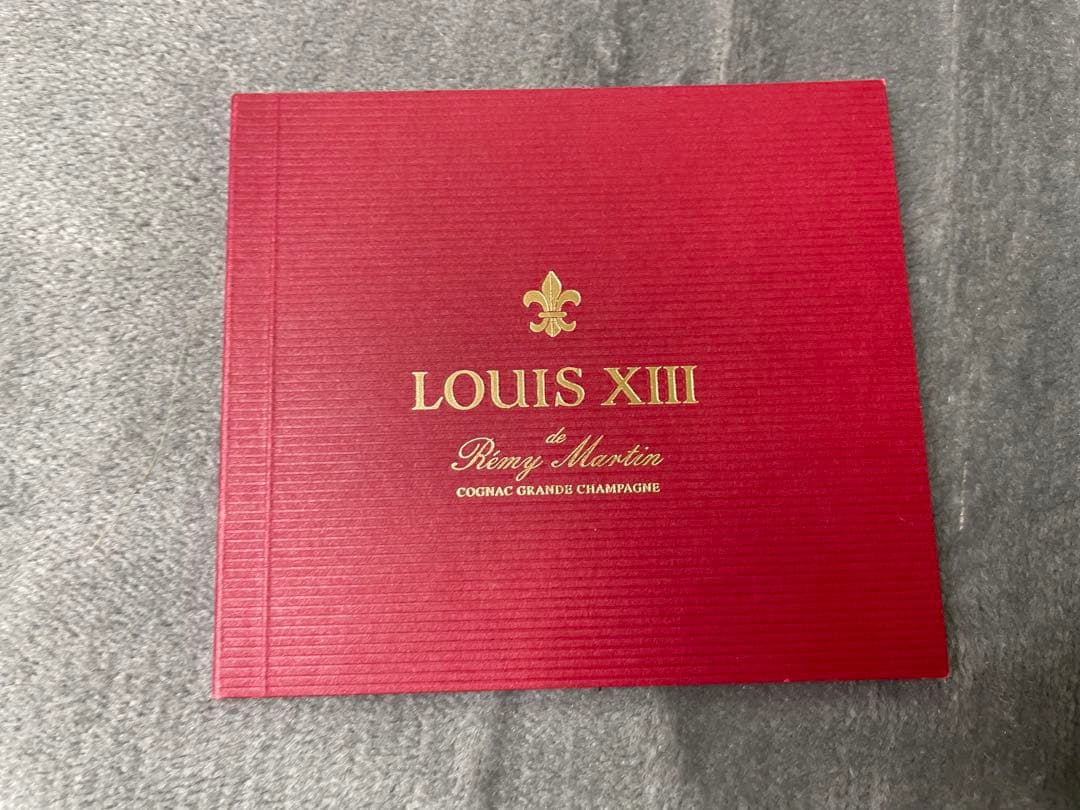 LOUIS XIII
de
Rémy Martin
COGNAC GRANDE CHAMPAGNE